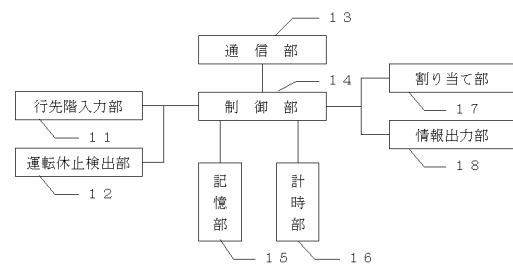 １３
通信部
１４
行先階入力部
１１
制御部
割り当て部
１７
運転休止検出部
１２
情報出力部
１８
記憶部
１５
計時部
１６